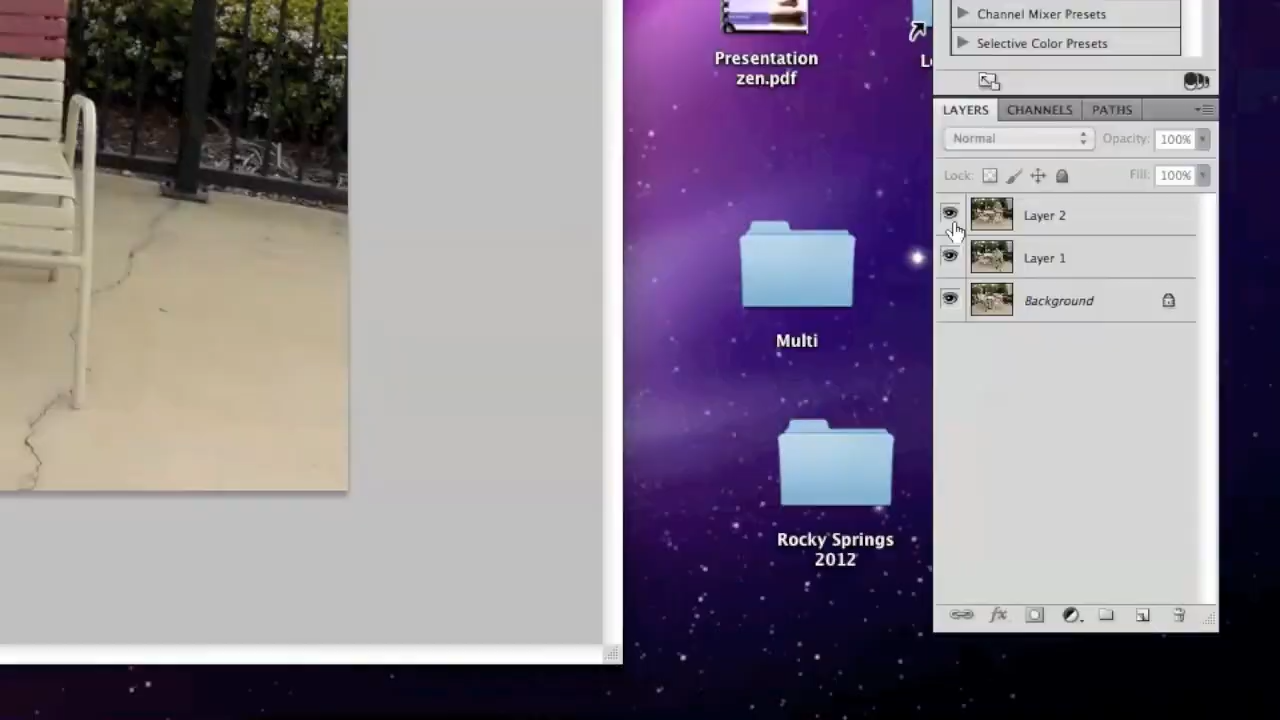 Presentation
zen.pdf
Channel Mixer Presets
Selective Color Presets
LAYERS CHANNELS PATHS
Normal Opacity: 100%
Lock: Fill: 100%
Layer 2
Layer 1
Background
Multi
Rocky Springs
2012
fx